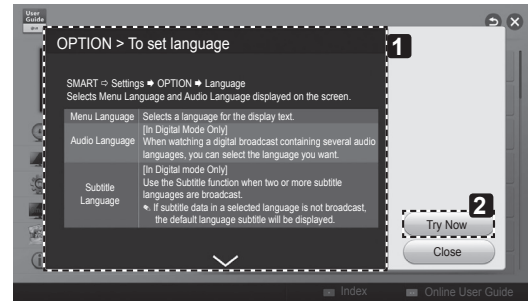 User
Guide
OPTION > To set language
1
SMART ⇨ Settings ➡ OPTION ➡ Language
Selects Menu Language and Audio Language displayed on the screen.
Menu Language Selects a language for the display text.
Audio Language [In Digital Mode Only]
When watching a digital broadcast containing several audio
languages, you can select the language you want.
Subtitle
Language [In Digital mode Only]
Use the Subtitle function when two or more subtitle
languages are broadcast.
If subtitle data in a selected language is not broadcast,
the default language subtitle will be displayed.
2
Try Now
Close
Index
Online User Guide